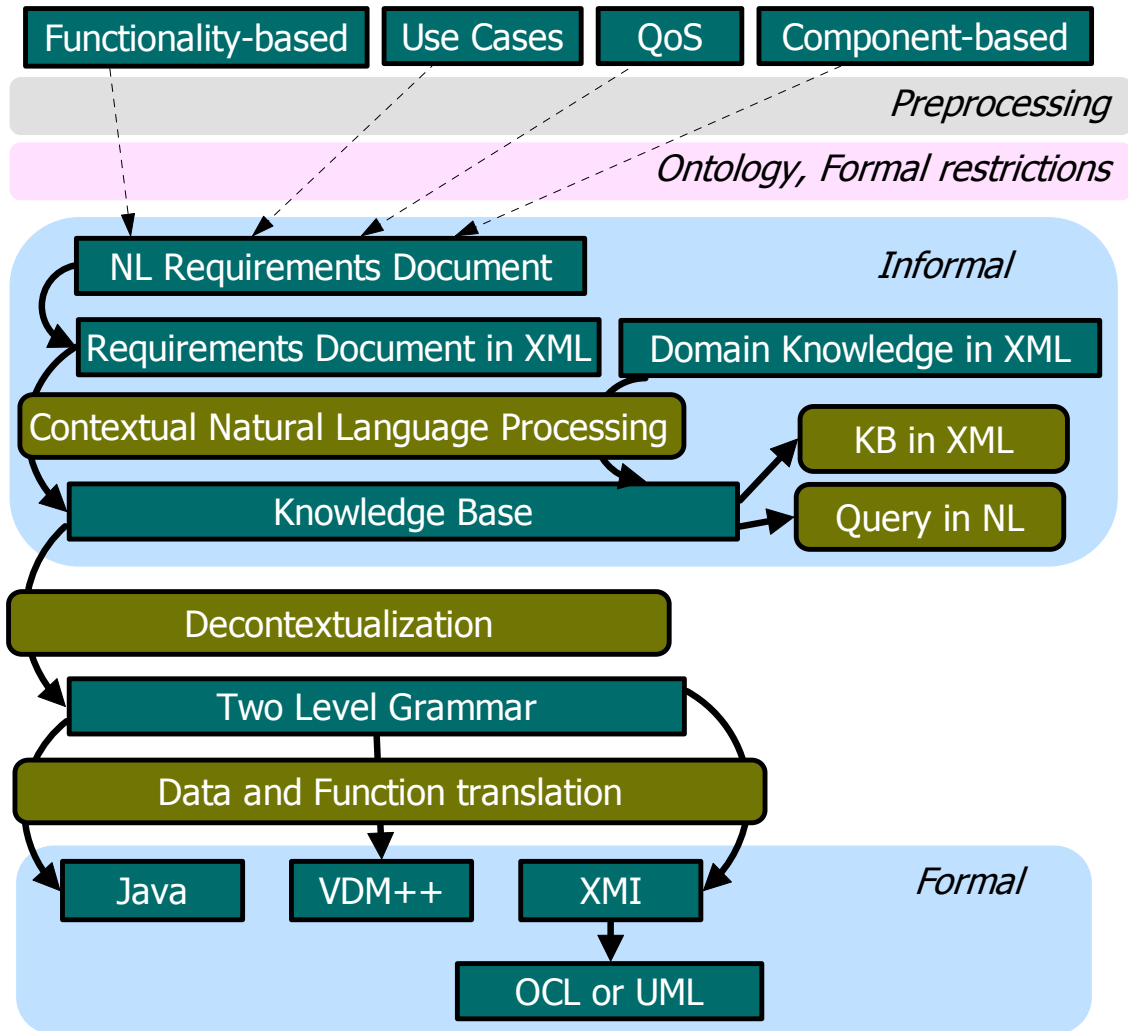 Functionality-based
Use Cases
QoS
Component-based
Preprocessing
Ontology, Formal restrictions
NL Requirements Document
Informal
Requirements Document in XML
Domain Knowledge in XML
Contextual Natural Language Processing
KB in XML
Knowledge Base
Query in NL
Decontextualization
Two Level Grammar
Data and Function translation
Java
VDM++
XMI
Formal
OCL or UML